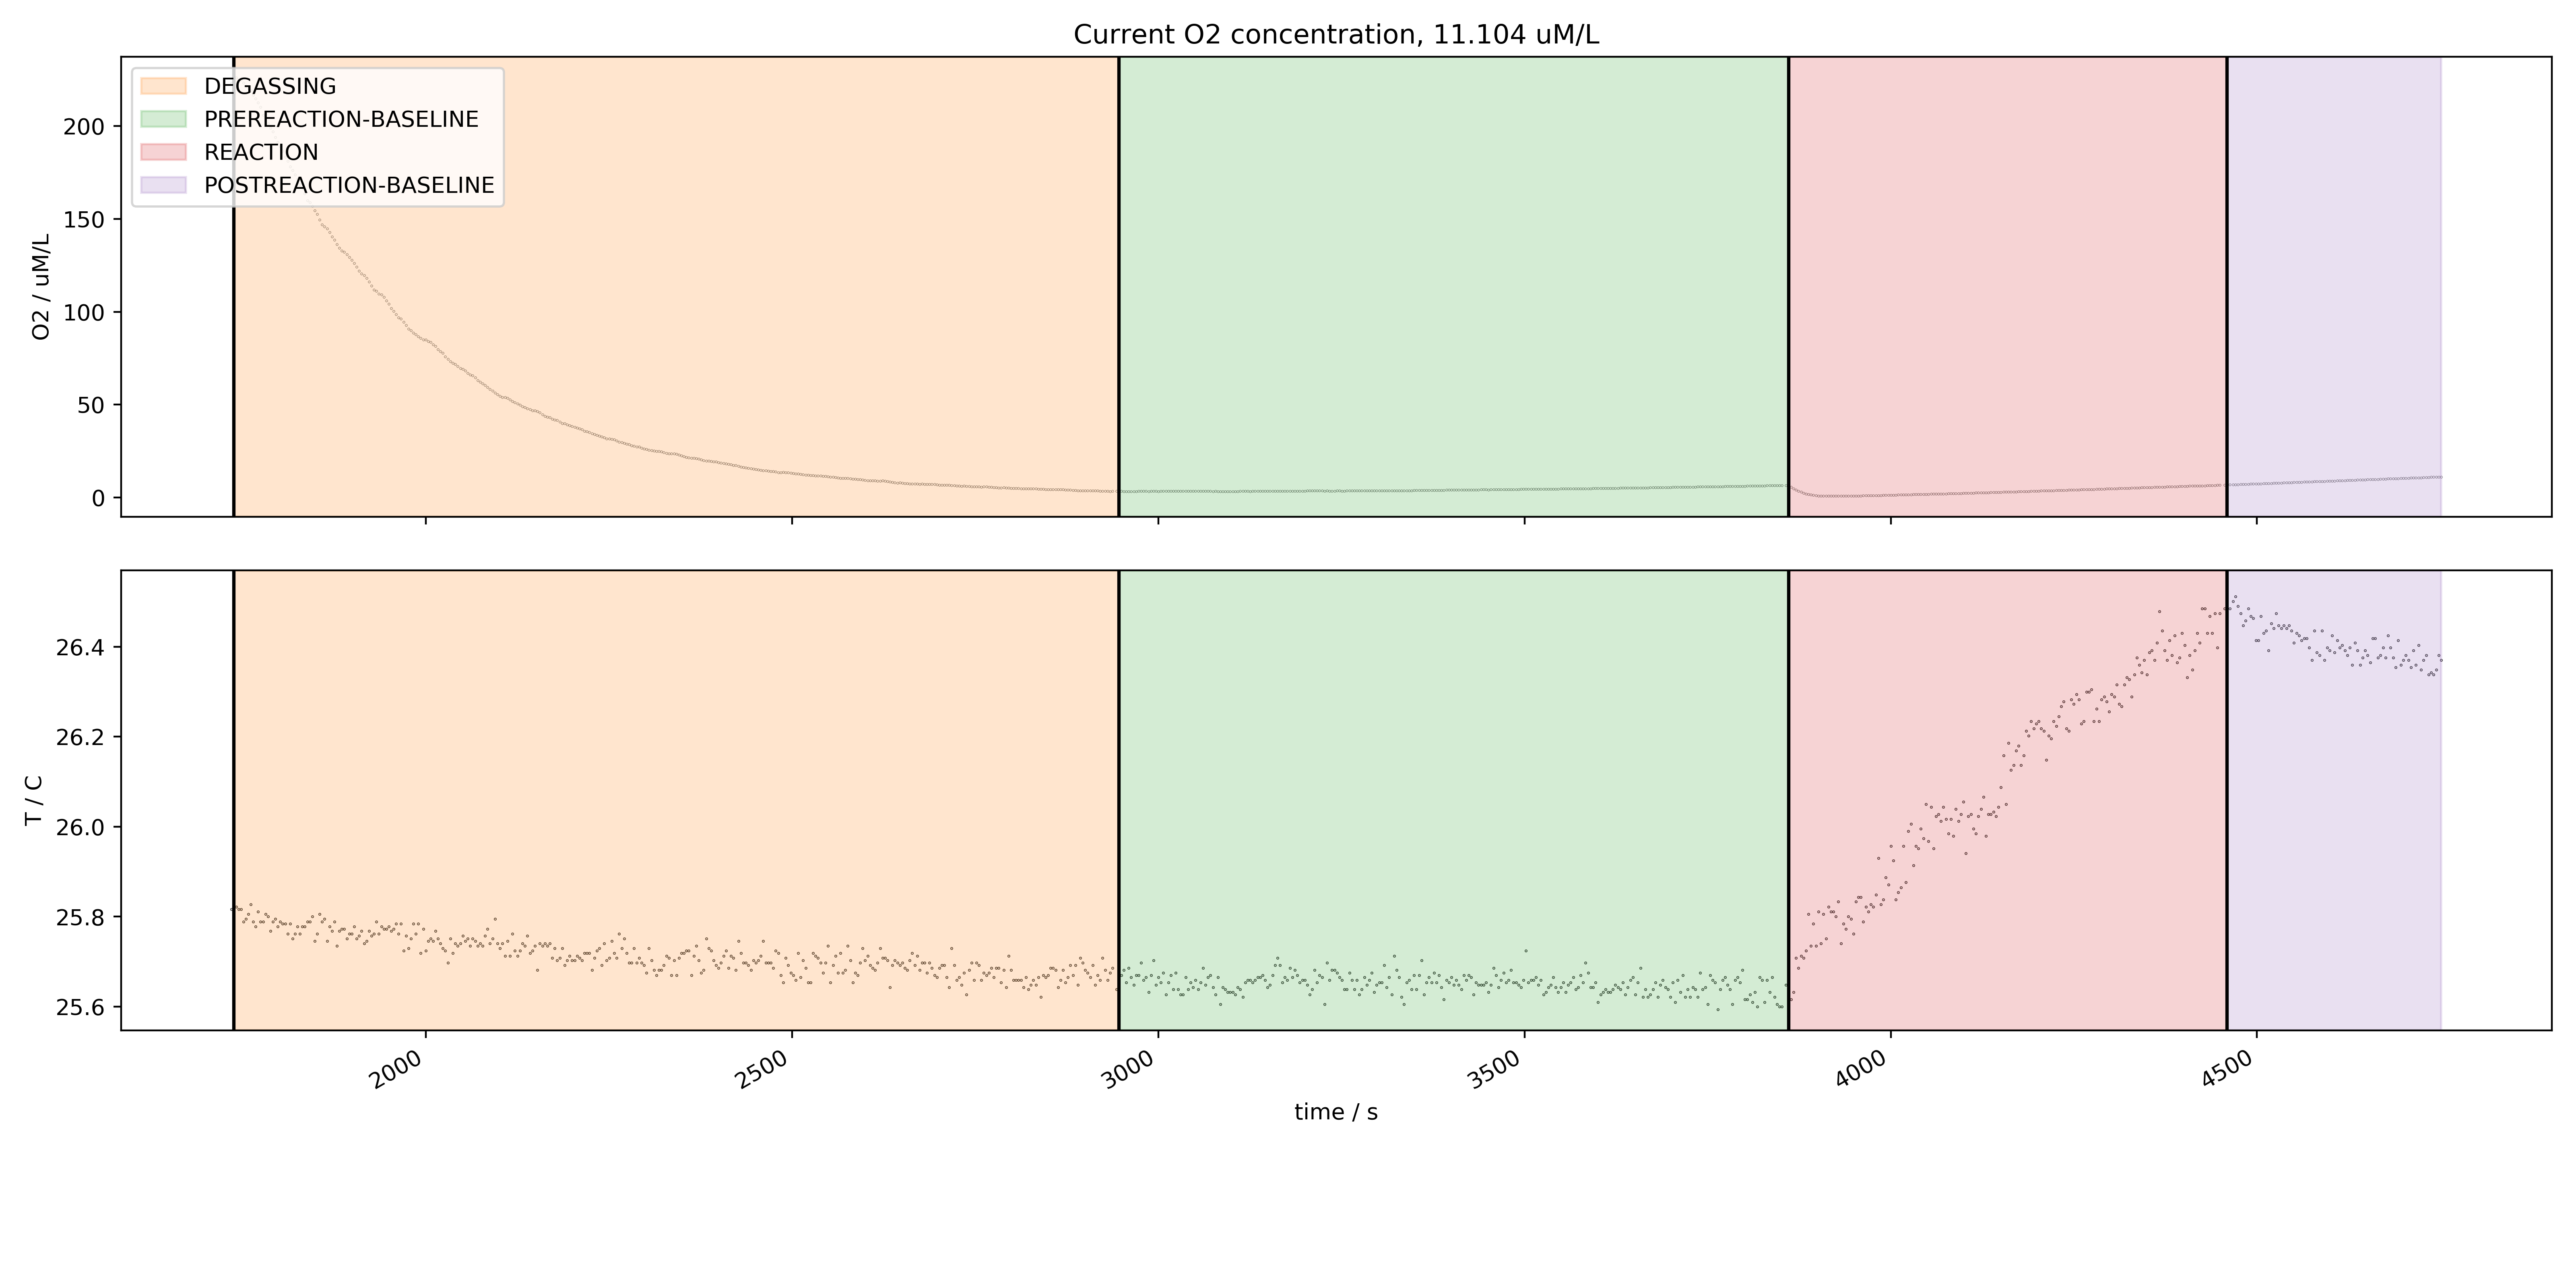 Current O2 concentration, 11.104 uM/L
DEGASSING
PREREACTION-BASELINE
REACTION
POSTREACTION-BASELINE
200
150
100
50
0
O2 / uM/L
26.4
26.2
26.0
25.8
25.6
T / C
2000
2500
3000
3500
4000
4500
time / s